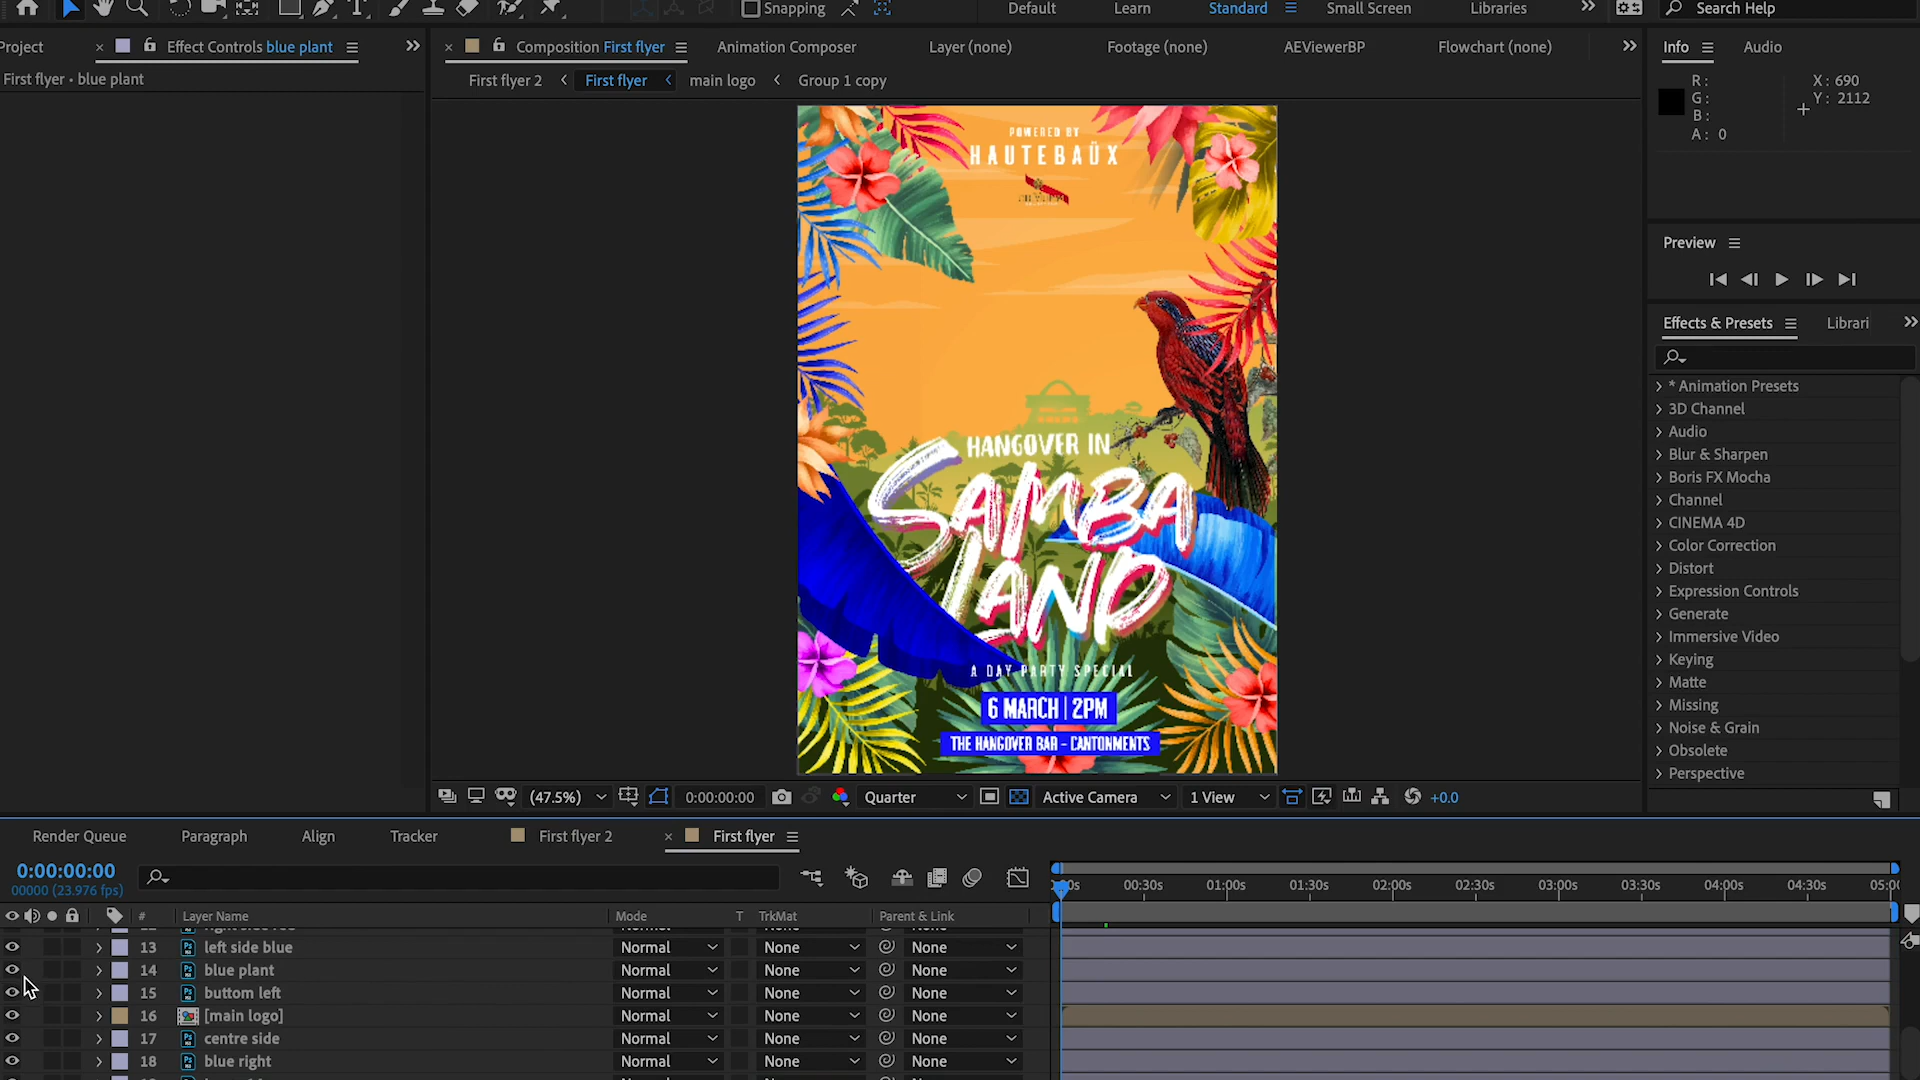 Snapping
Default
Learn
Standard
Small Screen
Libraries
Search Help
Project
Effect Controls blue plant
Composition First flyer
Animation Composer
Layer (none)
Footage (none)
AEViewerBP
Flowchart (none)
Info
Audio
First flyer • blue plant
First flyer 2
First flyer
main logo
Group 1 copy
R:
G:
B:
A: 0
X: 690
Y: 2112
POWERED BY
HAUTEBAÜX
HANGOVER IN
SAMBA
LAND
A DAY PARTY SPECIAL
6 MARCH | 2PM
THE HANGOVER BAR - CANTONMENTS
Preview
Effects & Presets
Librari
* Animation Presets
3D Channel
Audio
Blur & Sharpen
Boris FX Mocha
Channel
CINEMA 4D
Color Correction
Distort
Expression Controls
Generate
Immersive Video
Keying
Matte
Missing
Noise & Grain
Obsolete
Perspective
(47.5%)
0:00:00:00
Quarter
Active Camera
1 View
+0.0
Render Queue
Paragraph
Align
Tracker
First flyer 2
First flyer
0:00:00:00
00000 (23.976 fps)
00:30s
01:00s
01:30s
02:00s
02:30s
03:00s
03:30s
04:00s
04:30s
05:00
#
Layer Name
Mode
T
TrkMat
Parent & Link
13 left side blue Normal None None
14 blue plant Normal None None
15 buttom left Normal None None
16 [main logo] Normal None None
17 centre side Normal None None
18 blue right Normal None None